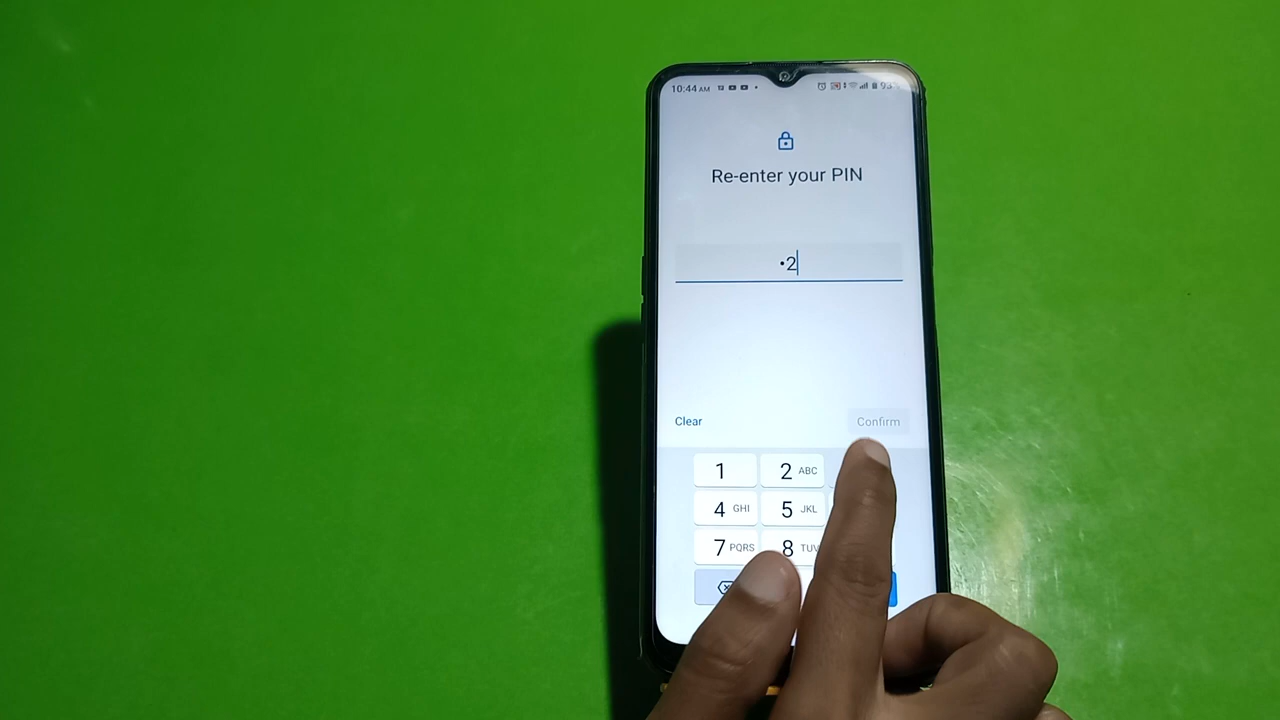 10:44 AM 93
Re-enter your PIN
•2
Clear Confirm
1 2 ABC
4 GHI 5 JKL
7 PQRS 8 TUV